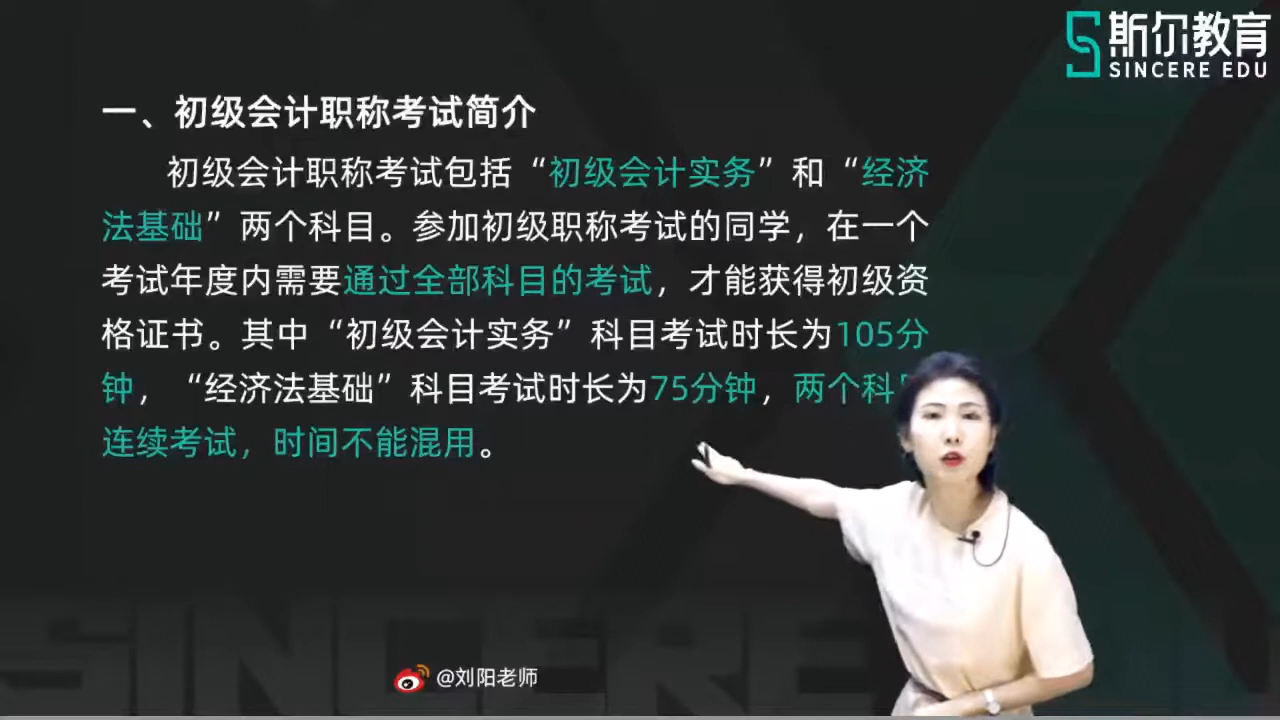 斯尔教育
SINCERE EDU
一、初级会计职称考试简介
初级会计职称考试包括“初级会计实务”和“经济
法基础”两个科目。参加初级职称考试的同学，在一个
考试年度内需要通过全部科目的考试，才能获得初级资
格证书。其中“初级会计实务”科目考试时长为105分
钟，“经济法基础”科目考试时长为75分钟，两个科
连续考试，时间不能混用。
SINCERE
@刘阳老师